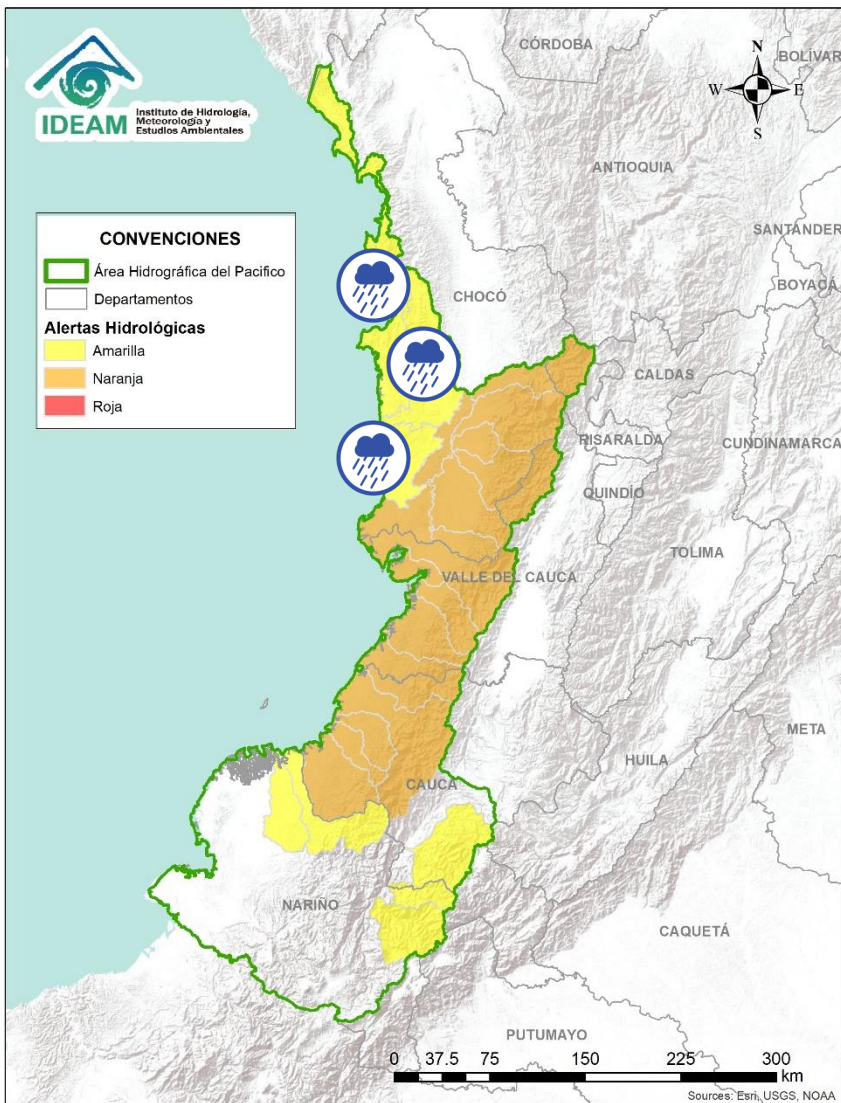 IDEAM
Instituto de Hidrología,
Meteorología y
Estudios Ambientales
CÓRDOBA
BOLÍVAR
N
W
E
S
ANTIOQUIA
SANTANDER
BOYACÁ
CONVENCIONES
Área Hidrográfica del Pacifico
Departamentos
Alertas Hidrológicas
Amarilla
Naranja
Roja
CHOCÓ
CALDAS
RISARALDA
CUNDINAMARCA
QUINDÍO
TOLIMA
VALLE DEL CAUCA
META
HUILA
CAUCA
NARIÑO
CAQUETÁ
PUTUMAYO
0 37.5 75 150 225 300
km
Sources: Esri, USGS, NOAA